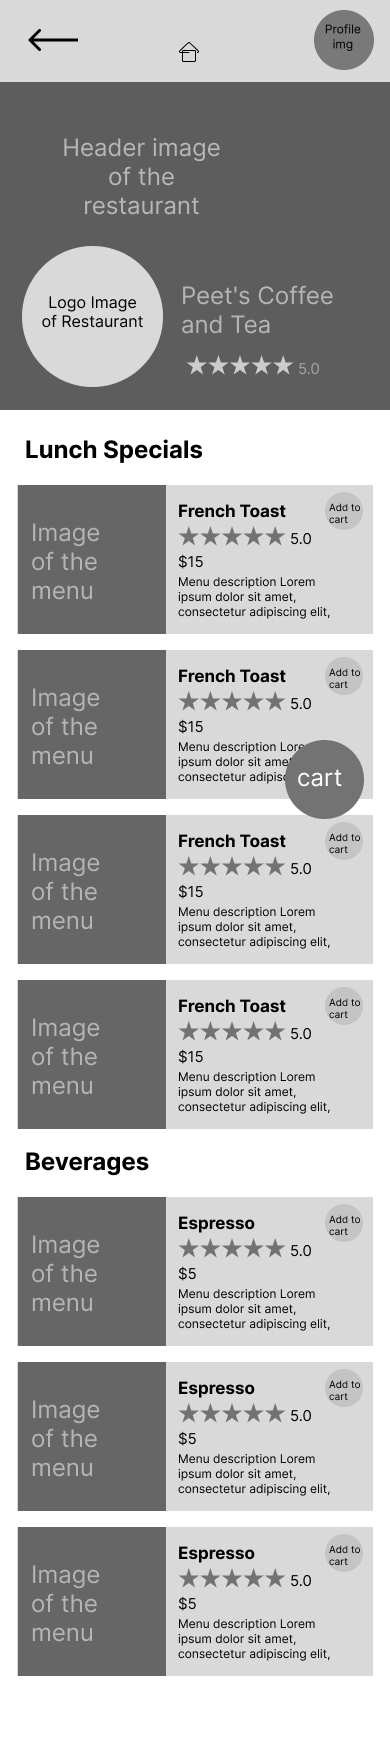 Profile
img
Header image
of the
restaurant
Logo Image
of Restaurant
Peet's Coffee
and Tea
5.0
Lunch Specials
Image
of the
menu
French Toast
Add to
cart
5.0
$15
Menu description Lorem
ipsum dolor sit amet,
consectetur adipiscing elit,
Image
of the
menu
French Toast
Add to
cart
5.0
$15
Menu description Lore
ipsum dolor sit amet
consectetur adipisc
cart
Image
of the
menu
French Toast
Add to
cart
5.0
$15
Menu description Lorem
ipsum dolor sit amet,
consectetur adipiscing elit,
Image
of the
menu
French Toast
Add to
cart
5.0
$15
Menu description Lorem
ipsum dolor sit amet,
consectetur adipiscing elit,
Beverages
Image
of the
menu
Espresso
Add to
cart
5.0
$5
Menu description Lorem
ipsum dolor sit amet,
consectetur adipiscing elit,
Image
of the
menu
Espresso
Add to
cart
5.0
$5
Menu description Lorem
ipsum dolor sit amet,
consectetur adipiscing elit,
Image
of the
menu
Espresso
Add to
cart
5.0
$5
Menu description Lorem
ipsum dolor sit amet,
consectetur adipiscing elit,